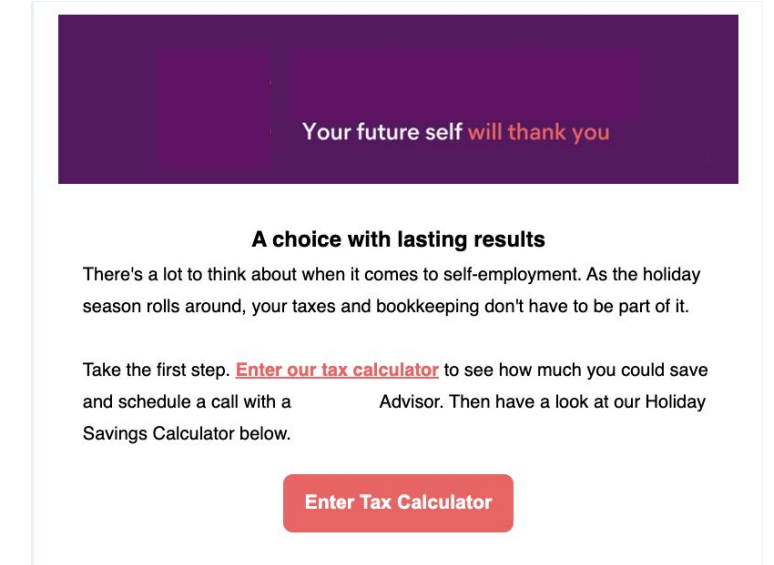 Your future self will thank you
A choice with lasting results
There's a lot to think about when it comes to self-employment. As the holiday
season rolls around, your taxes and bookkeeping don't have to be part of it.
Take the first step. Enter our tax calculator to see how much you could save
and schedule a call with a Advisor. Then have a look at our Holiday
Savings Calculator below.
Enter Tax Calculator